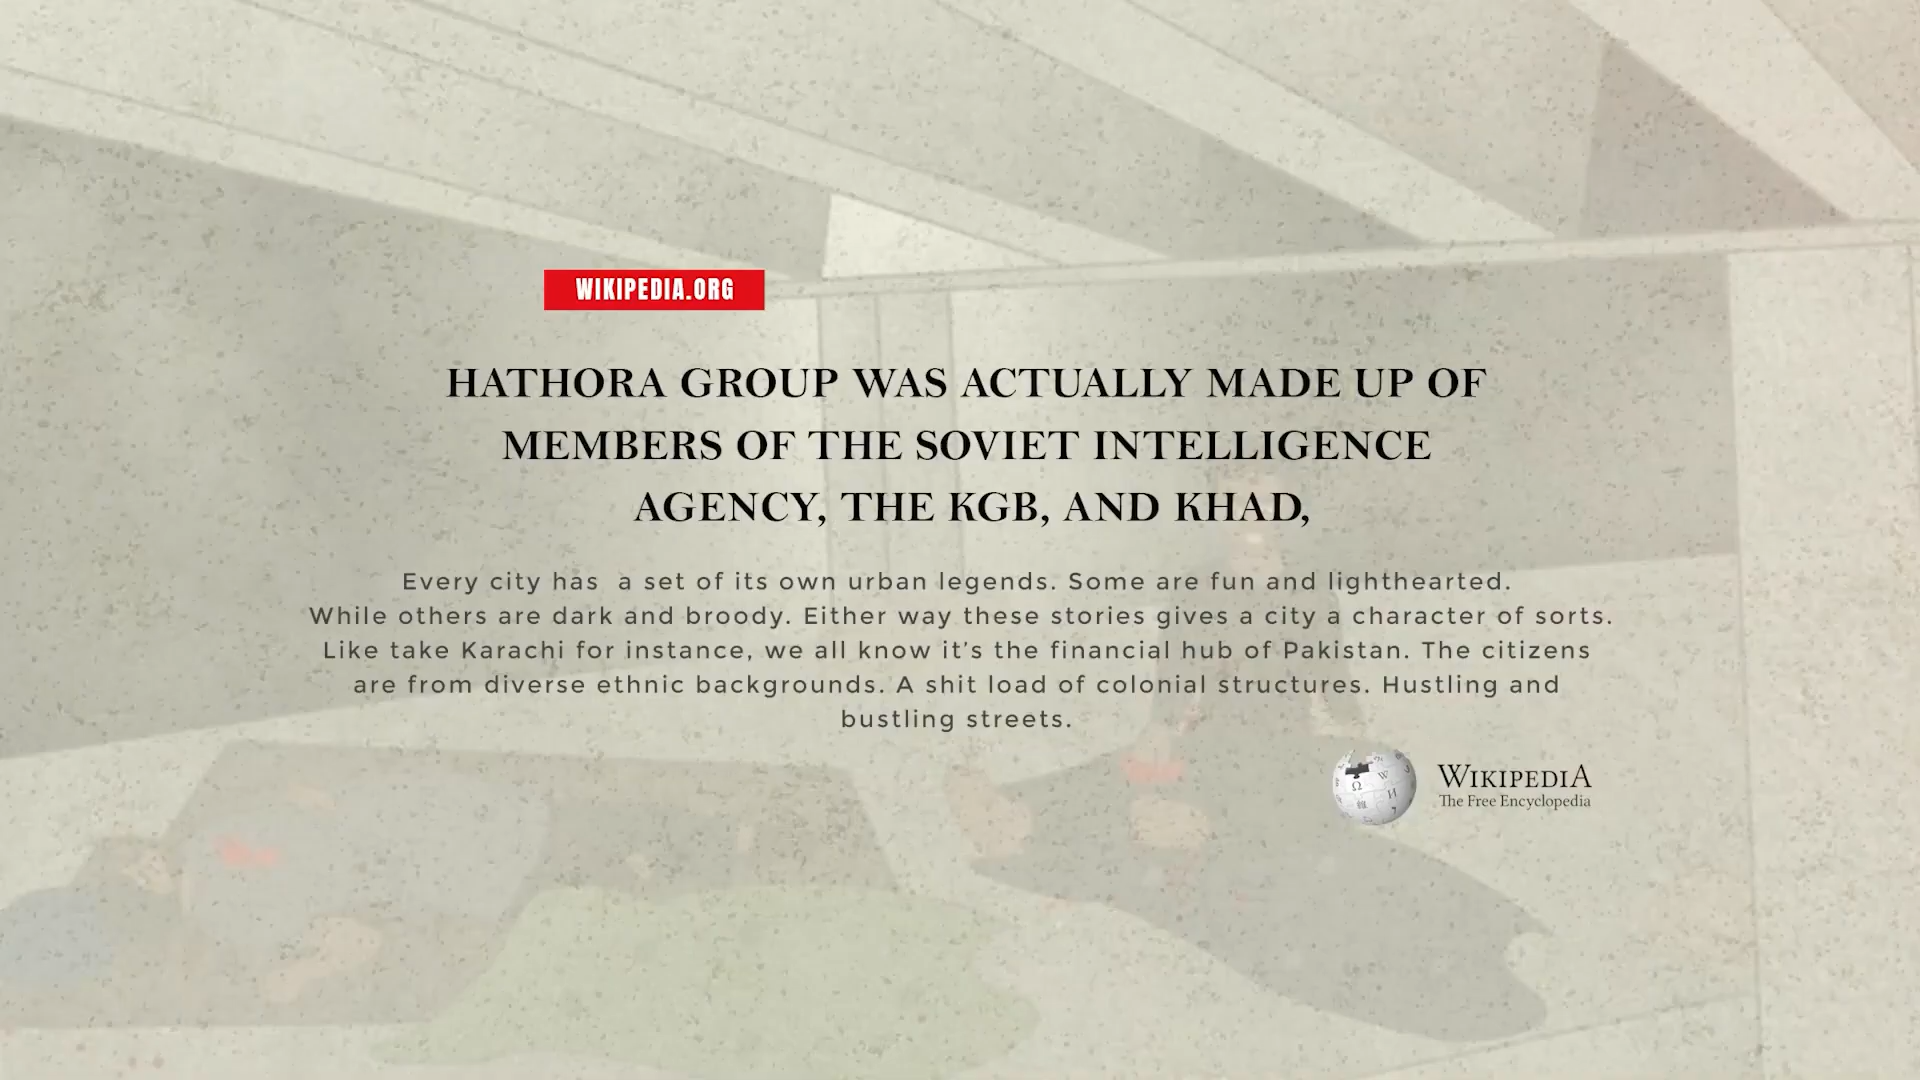 WIKIPEDIA.ORG
HATHORA GROUP WAS ACTUALLY MADE UP OF
MEMBERS OF THE SOVIET INTELLIGENCE
AGENCY, THE KGB, AND KHAD,
Every city has a set of its own urban legends. Some are fun and lighthearted.
While others are dark and broody. Either way these stories gives a city a character of sorts.
Like take Karachi for instance, we all know it's the financial hub of Pakistan. The citizens
are from diverse ethnic backgrounds. A shit load of colonial structures. Hustling and
bustling streets.
WIKIPEDIA
The Free Encyclopedia